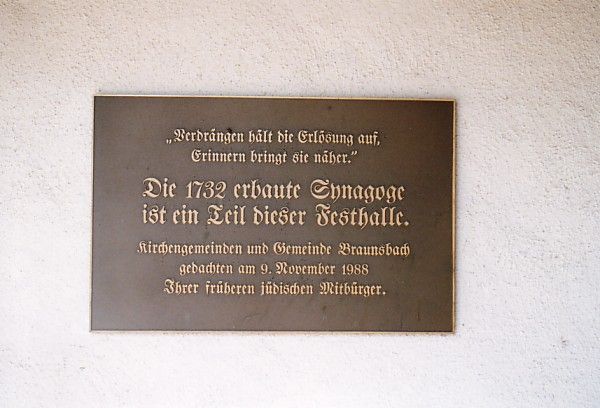 „Verdrängen hält die Erlösung auf,
Erinnern bringt sie näher.”
Die 1732 erbaute Synagoge
ist ein Teil dieser Festhalle.
Kirchengemeinden und Gemeinde Braunsbach
gedachten am 9. November 1988
Ihrer früheren jüdischen Mitbürger.